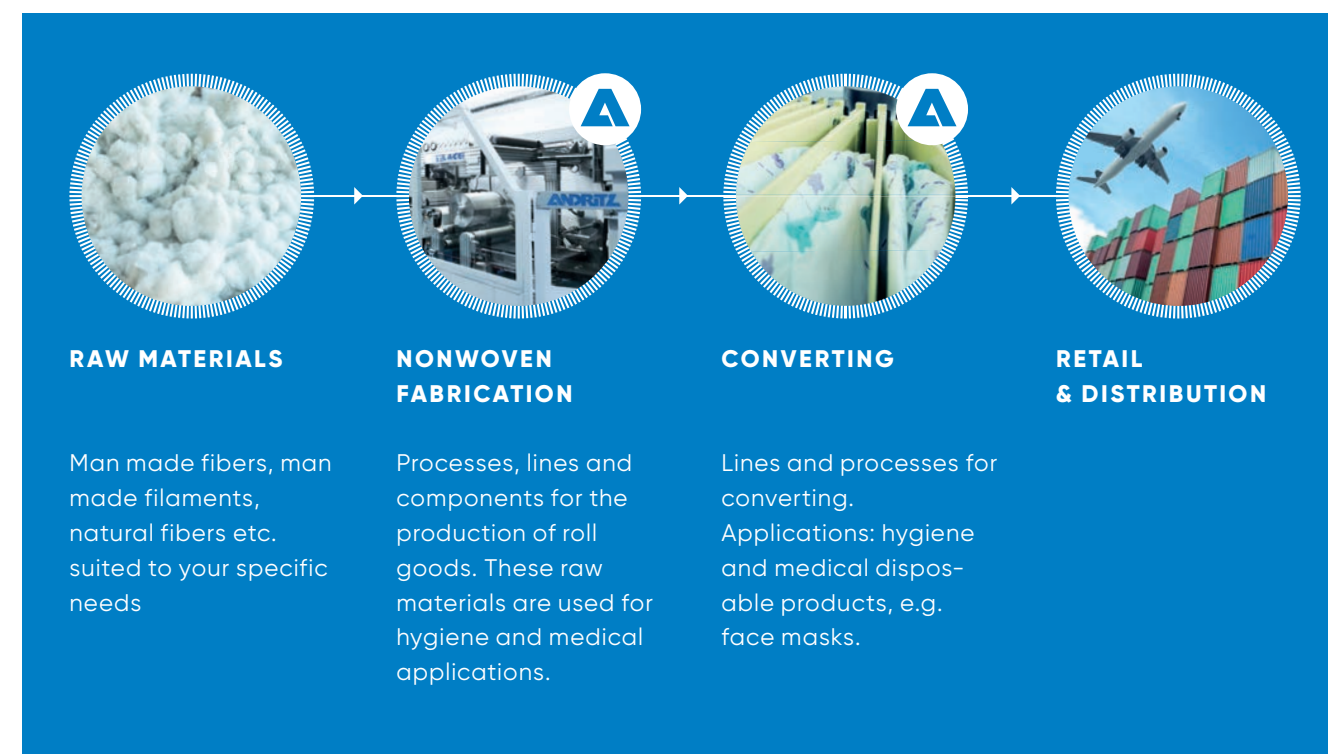 ANDRITZ
RAW MATERIALS
Man made fibers, man
made filaments,
natural fibers etc.
suited to your specific
needs
NONWOVEN
FABRICATION
Processes, lines and
components for the
production of roll
goods. These raw
materials are used for
hygiene and medical
applications.
CONVERTING
Lines and processes for
converting.
Applications: hygiene
and medical dispos-
able products, e.g.
face masks.
RETAIL
& DISTRIBUTION